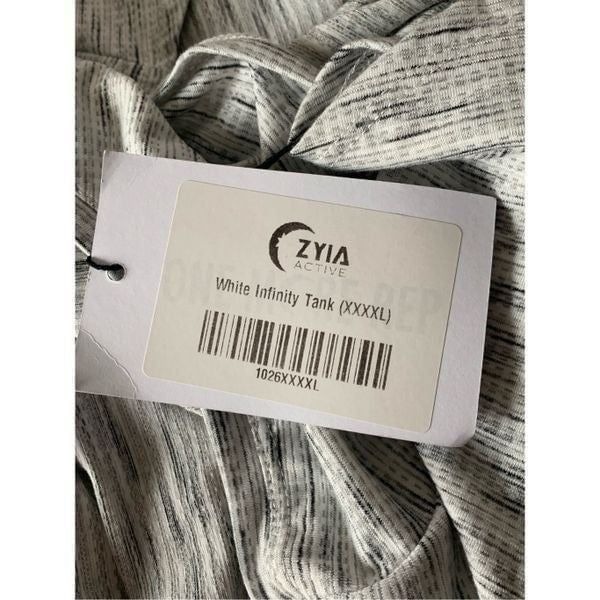 ZYIA
ACTIVE
White Infinity Tank (XXXXL)
1026XXXXL